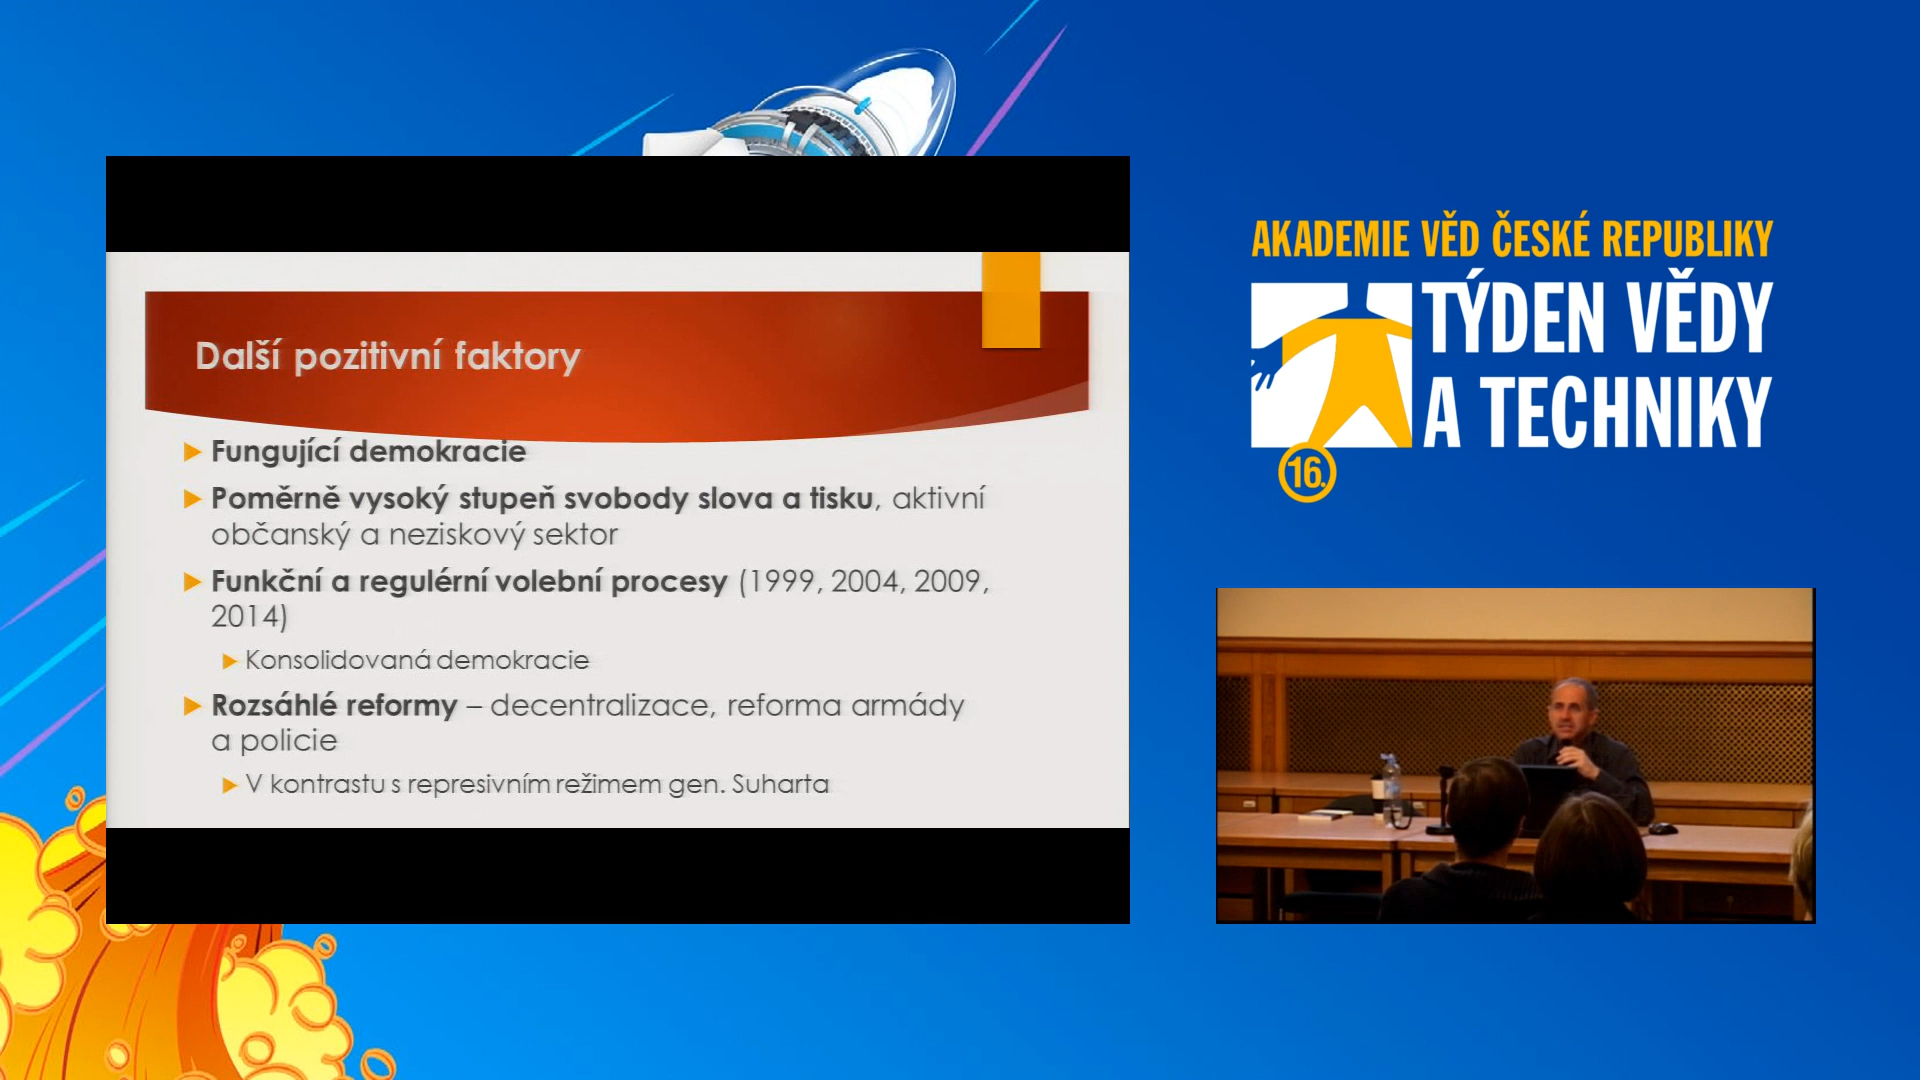 Další pozitivní faktory
Fungující demokracie
Poměrně vysoký stupeň svobody slova a tisku, aktivní
občanský a neziskový sektor
Funkční a regulérní volební procesy (1999, 2004, 2009,
2014)
Konsolidovaná demokracie
Rozsáhlé reformy – decentralizace, reforma armády
a policie
V kontrastu s represivním režimem gen. Suharta
AKADEMIE VĚD ČESKÉ REPUBLIKY
TÝDEN VĚDY
A TECHNIKY
16.